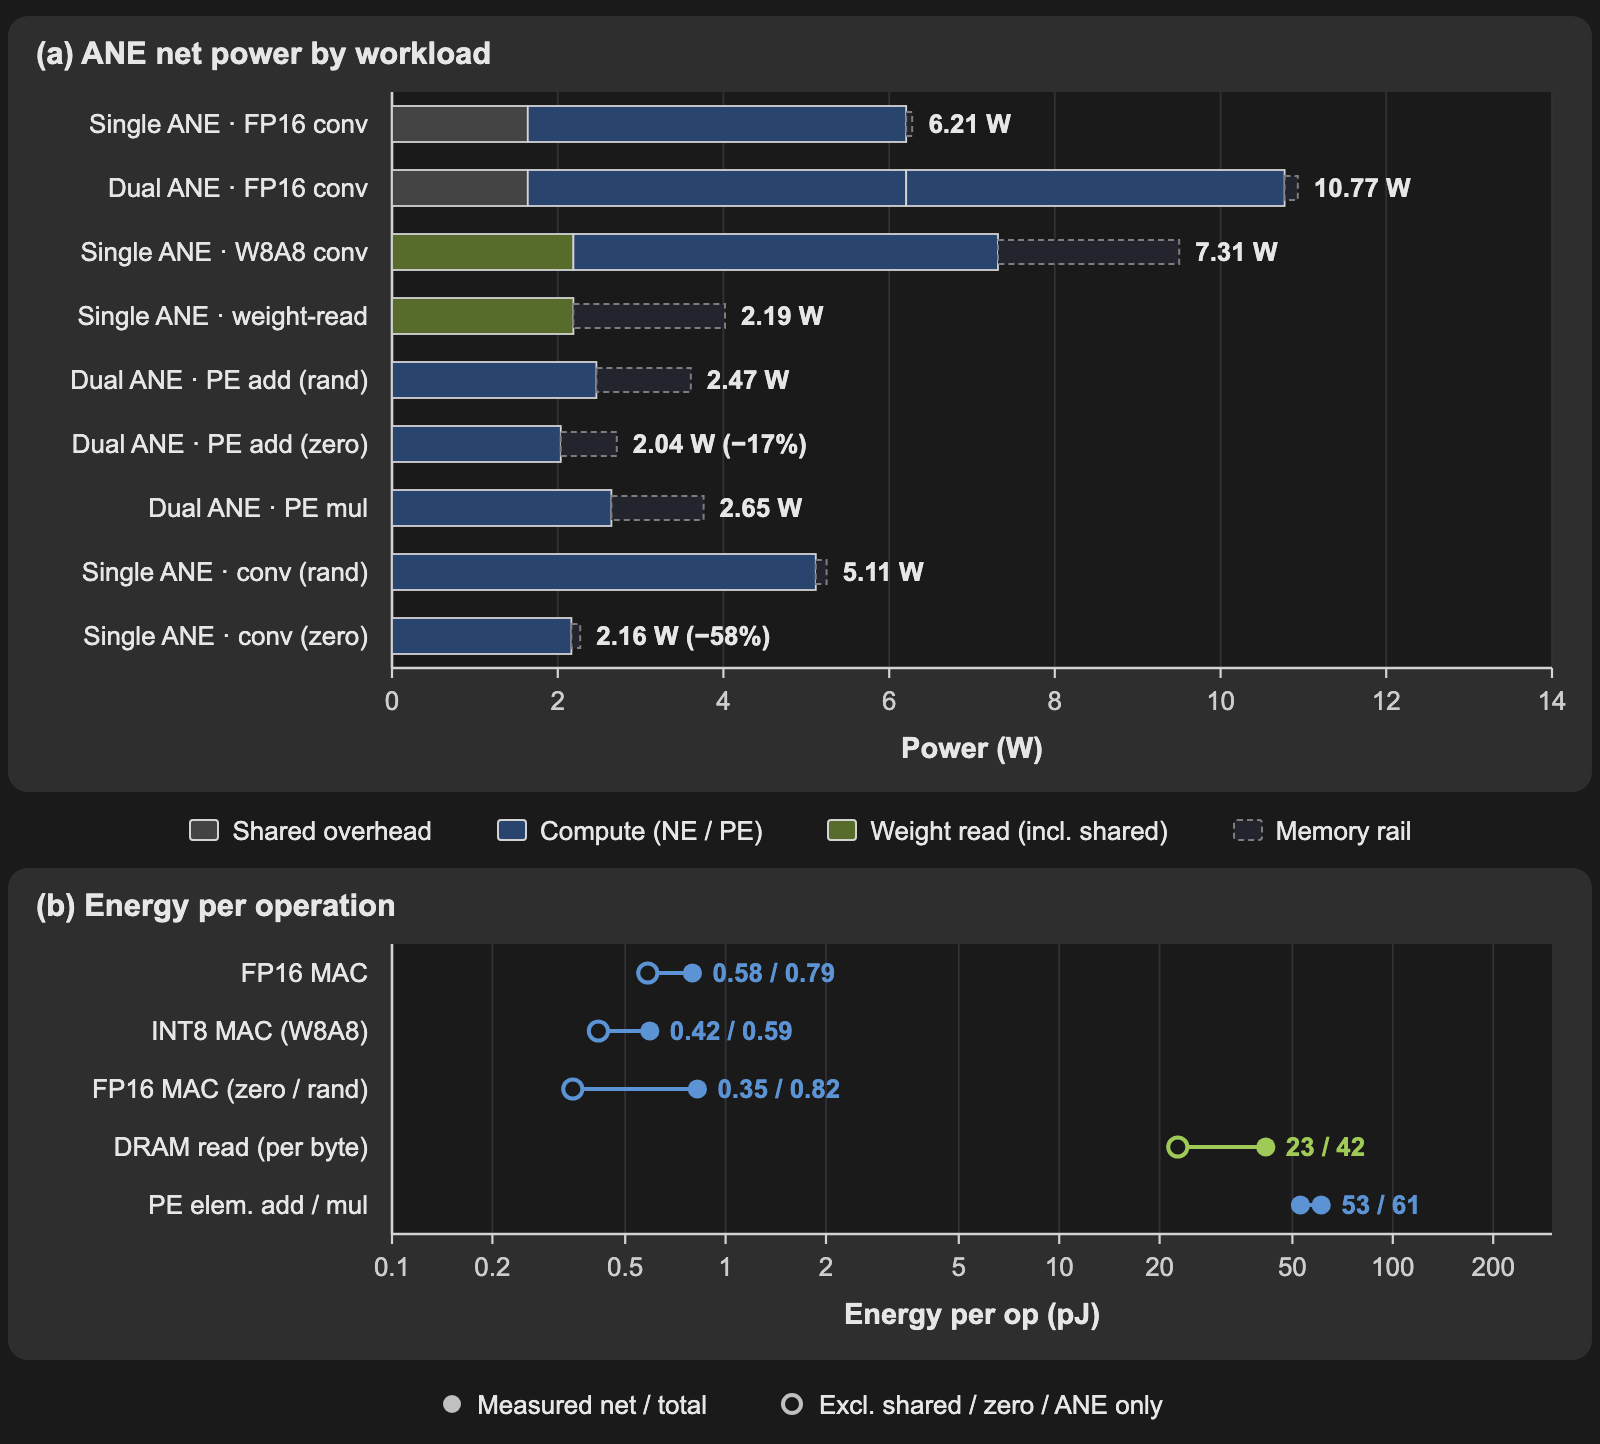 (a) ANE net power by workload
Single ANE · FP16 conv
6.21 W
Dual ANE · FP16 conv
10.77 W
Single ANE · W8A8 conv
7.31 W
Single ANE · weight-read
2.19 W
Dual ANE · PE add (rand)
2.47 W
Dual ANE · PE add (zero)
2.04 W (−17%)
Dual ANE · PE mul
2.65 W
Single ANE · conv (rand)
5.11 W
Single ANE · conv (zero)
2.16 W (−58%)
0 2 4 6 8 10 12 14
Power (W)
Shared overhead
Compute (NE / PE)
Weight read (incl. shared)
Memory rail
(b) Energy per operation
FP16 MAC
0.58 / 0.79
INT8 MAC (W8A8)
0.42 / 0.59
FP16 MAC (zero / rand)
0.35 / 0.82
DRAM read (per byte)
23 / 42
PE elem. add / mul
53 / 61
0.1 0.2 0.5 1 2 5 10 20 50 100 200
Energy per op (pJ)
Measured net / total
Excl. shared / zero / ANE only